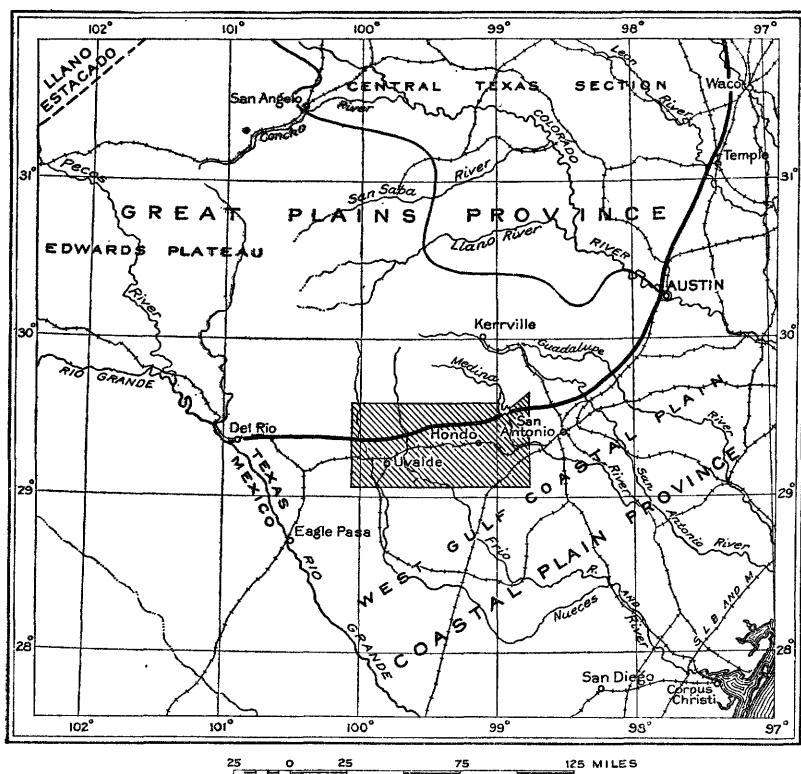 102° 101° 100° 99° 98° 97°
LLANO
ESTACADO
CENTRAL TEXAS SECTION
Leon
River
Waco
San Angelo
River
Concho
COLORADO
Temple
Pecos
31° 31°
San Saba River
GREAT PLAINS PROVINCE
EDWARDS PLATEAU
Llano River
RIVER
AUSTIN
River
30° 30°
Kerrville
Guadalupe
RIO GRANDE
Medina
Del Rio
Hondo
San
Antonio
River
Uvalde
TEXAS
MEXICO
River
San
Antonio River
29° 29°
Eagle Pasa
RIO
GRANDE
Frio
R.
WEST GULF COASTAL PLAIN
COASTAL PLAIN PROVINCE
Nueces
River
S. L. B. AND M.
28° 28°
San Diego
Corpus
Christi
102° 101° 100° 99° 98° 97°
25 0 25 75 125 MILES